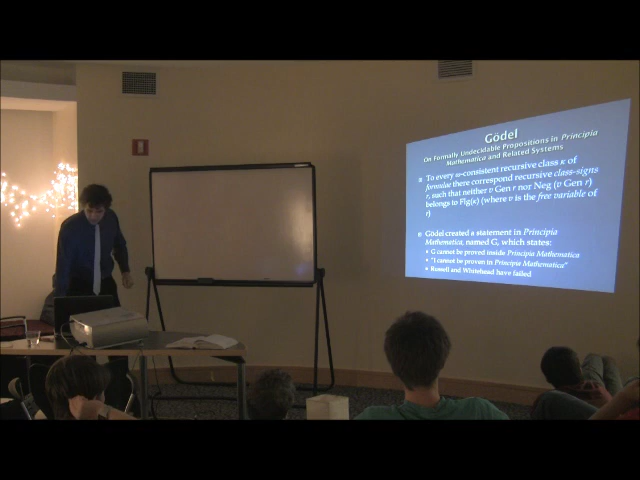 Gödel
On Formally Undecidable Propositions in Principia
Mathematica and Related Systems
To every ω-consistent recursive class κ of
formulae there correspond recursive class-signs
r, such that neither v Gen r nor Neg (v Gen r)
belongs to Flg(κ) (where v is the free variable of
r)
Gödel created a statement in Principia
Mathematica, named G, which states:
G cannot be proved inside Principia Mathematica
"I cannot be proven in Principia Mathematica"
Russell and Whitehead have failed